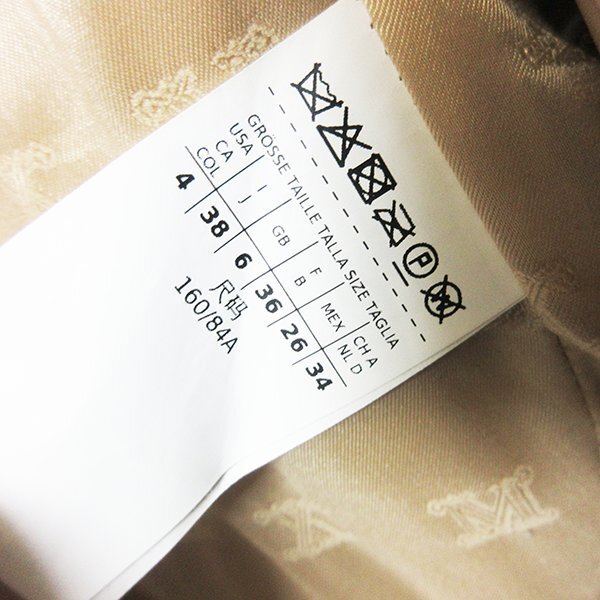 P
W
GRÖSSE TAILLE TALLA SIZE TAGLIA
USA I F CH A
CA GB MEX NL D
COL J B
4 38 6 36 26 34
尺码
160/84A
M